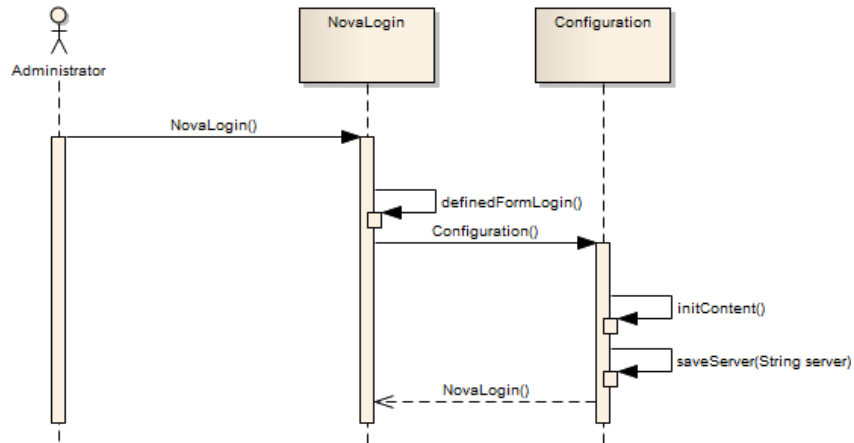 NovaLogin
Configuration
Administrator
NovaLogin()
definedFormLogin()
Configuration()
initContent()
saveServer(String server)
NovaLogin()